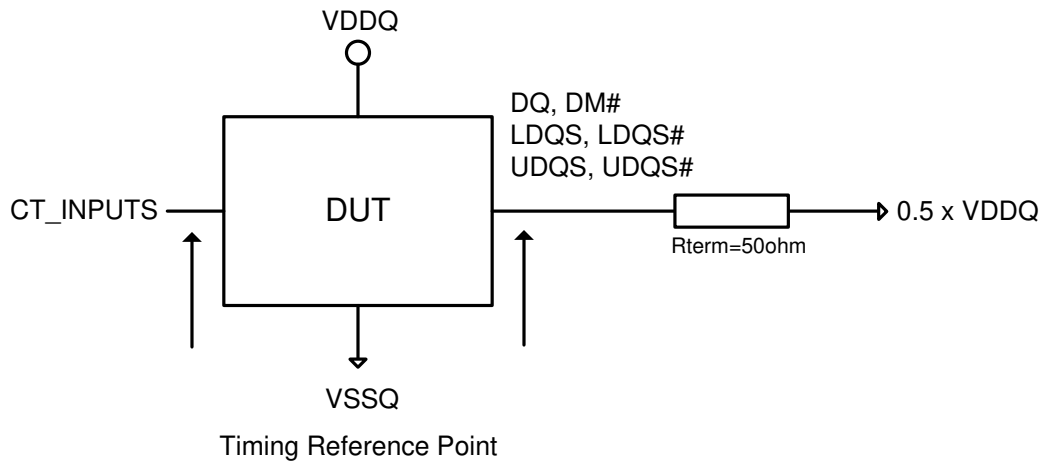 VDDQ
DQ, DM#
LDQS, LDQS#
UDQS, UDQS#
CT_INPUTS
DUT
0.5 x VDDQ
Rterm=50ohm
VSSQ
Timing Reference Point